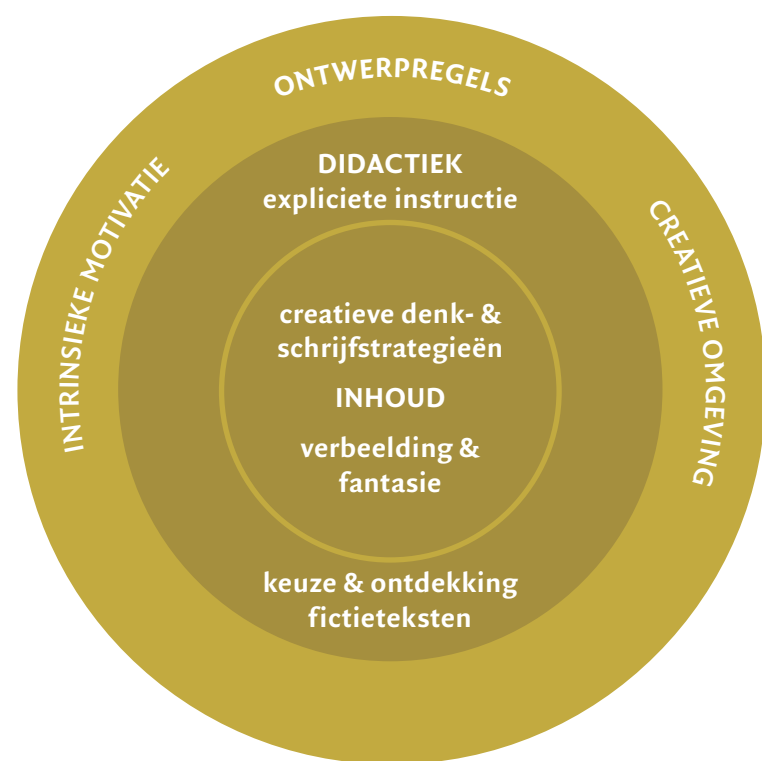 ONTWERPREGELS
INTRINSIEKE MOTIVATIE
CREATIEVE OMGEVING
DIDACTIEK
expliciete instructie
creatieve denk- &
schrijfstrategieën
INHOUD
verbeelding &
fantasie
keuze & ontdekking
fictieteksten